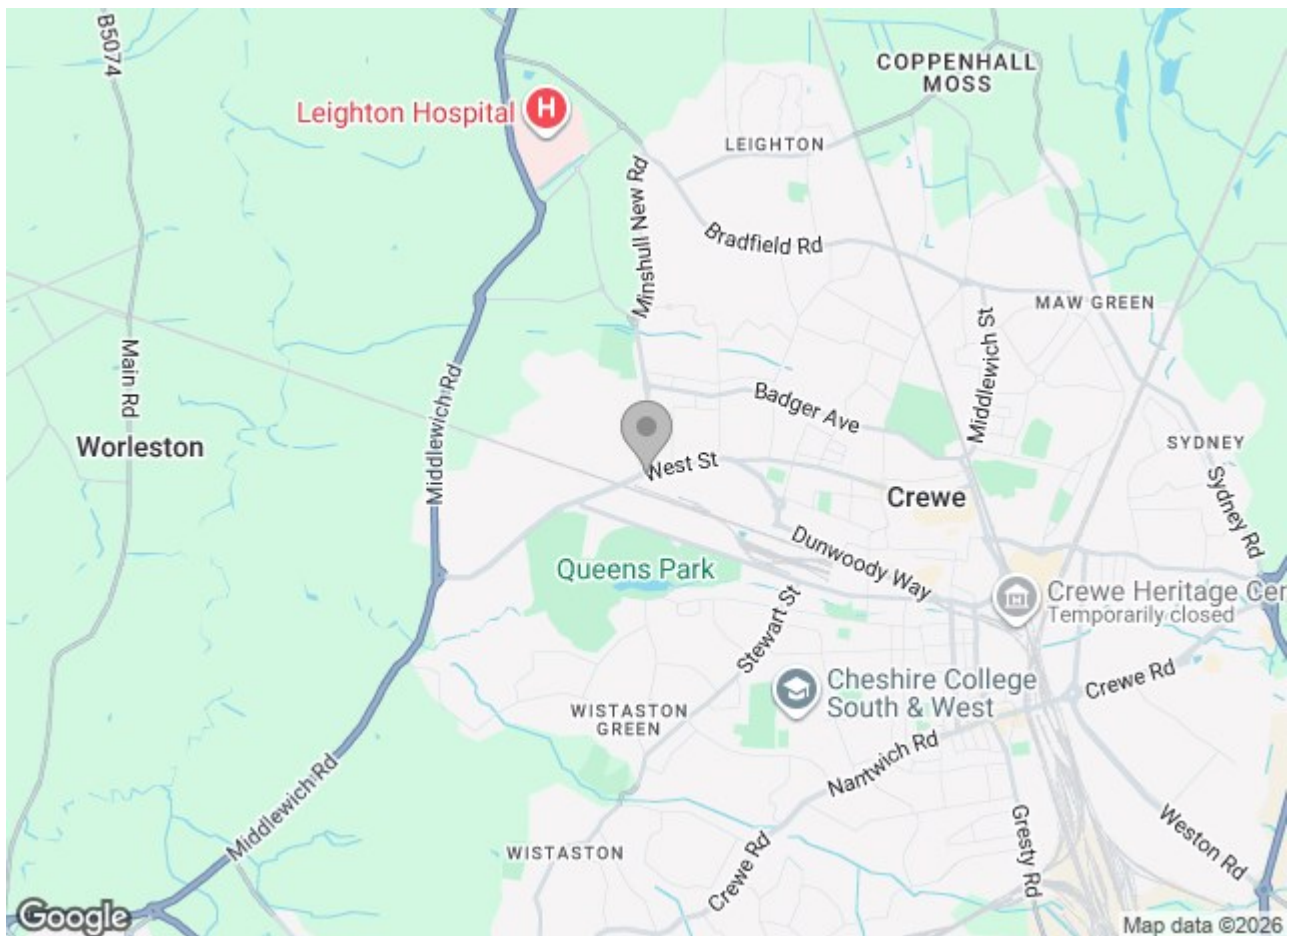 B5074
COPPENHALL
MOSS
Leighton Hospital
H
LEIGHTON
Minshull New Rd
Bradfield Rd
MAW GREEN
Middlewich St
Main Rd
Middlewich Rd
Badger Ave
Worleston
West St
SYDNEY
Crewe
Sydney Rd
Dunwoody Way
Queens Park
Crewe Heritage Cen
Temporarily closed
Stewart St
Cheshire College
South & West
Crewe Rd
WISTASTON
GREEN
Nantwich Rd
Middlewich Rd
Gresty Rd
Weston Rd
WISTASTON
Crewe Rd
Google
Map data ©2026